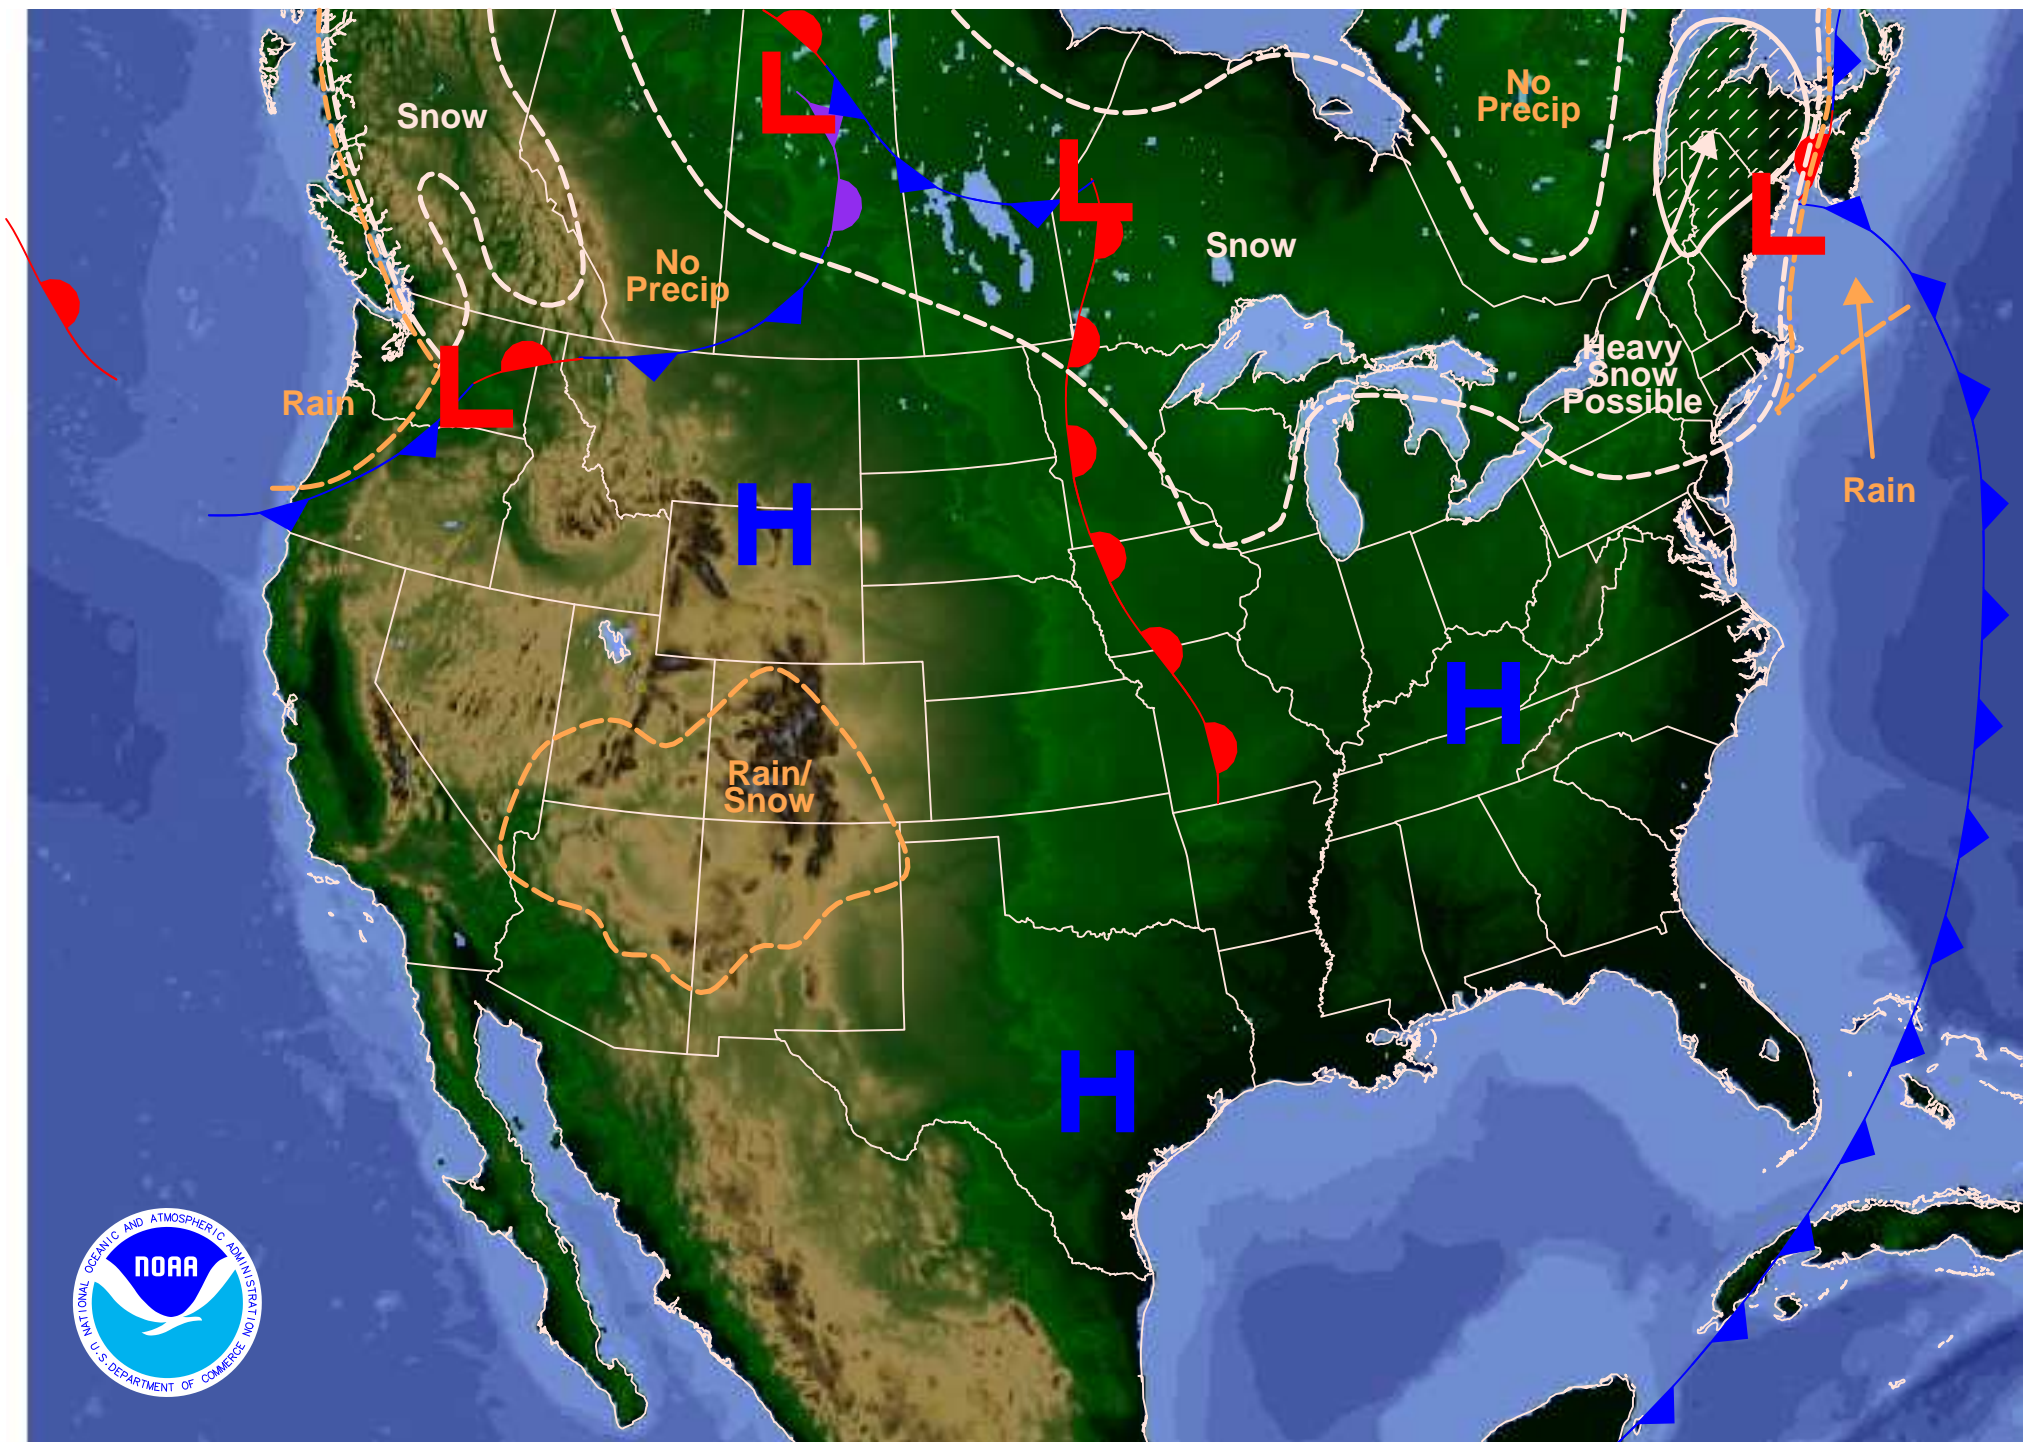 No
Precip
Snow
L
L
L
Snow
No
Precip
Heavy
Snow
Possible
L
Rain
Rain
H
H
Rain/
Snow
H
NATIONAL OCEANIC AND ATMOSPHERIC ADMINISTRATION
NOAA
U.S. DEPARTMENT OF COMMERCE